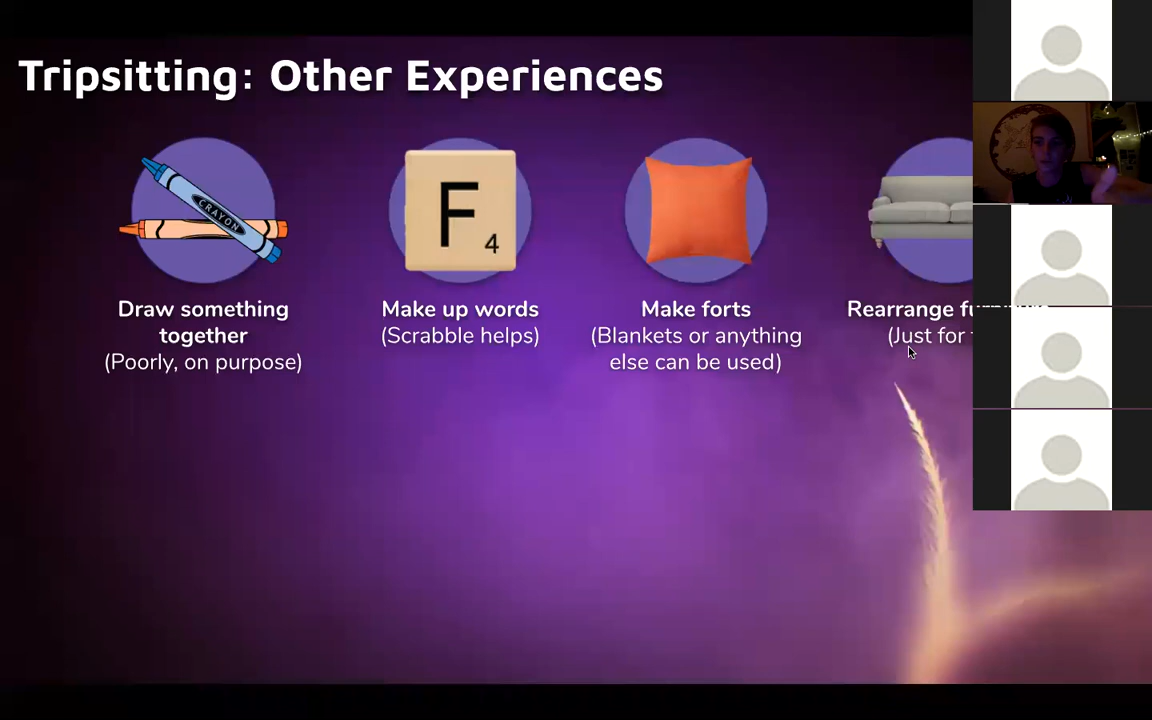 Tripsitting: Other Experiences
CRAYON
F
4
Draw something
together
(Poorly, on purpose)
Make up words
(Scrabble helps)
Make forts
(Blankets or anything
else can be used)
Rearrange
(Just for